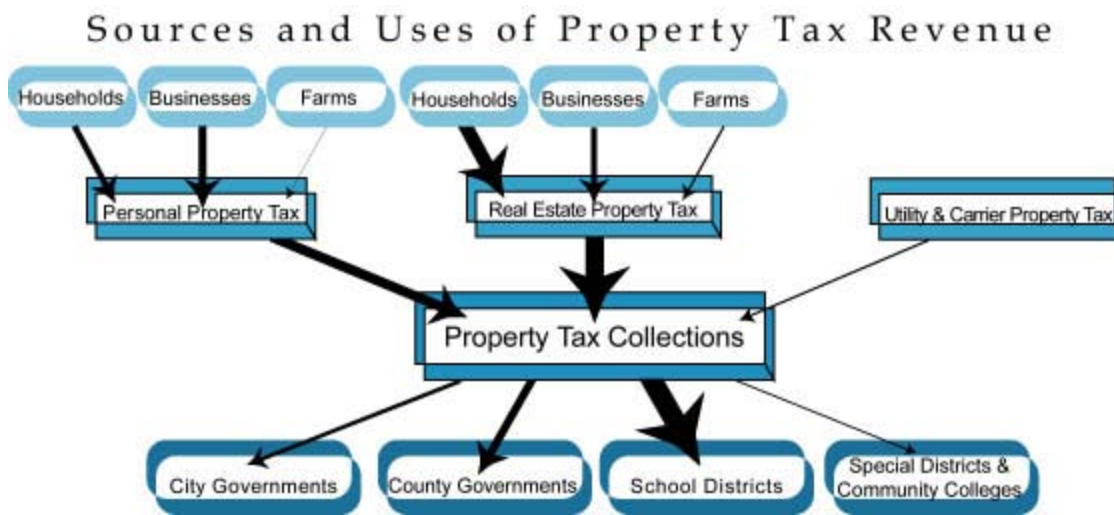 Sources and Uses of Property Tax Revenue
Households
Businesses
Farms
Households
Businesses
Farms
Personal Property Tax
Real Estate Property Tax
Utility & Carrier Property Tax
Property Tax Collections
City Governments
County Governments
School Districts
Special Districts &
Community Colleges